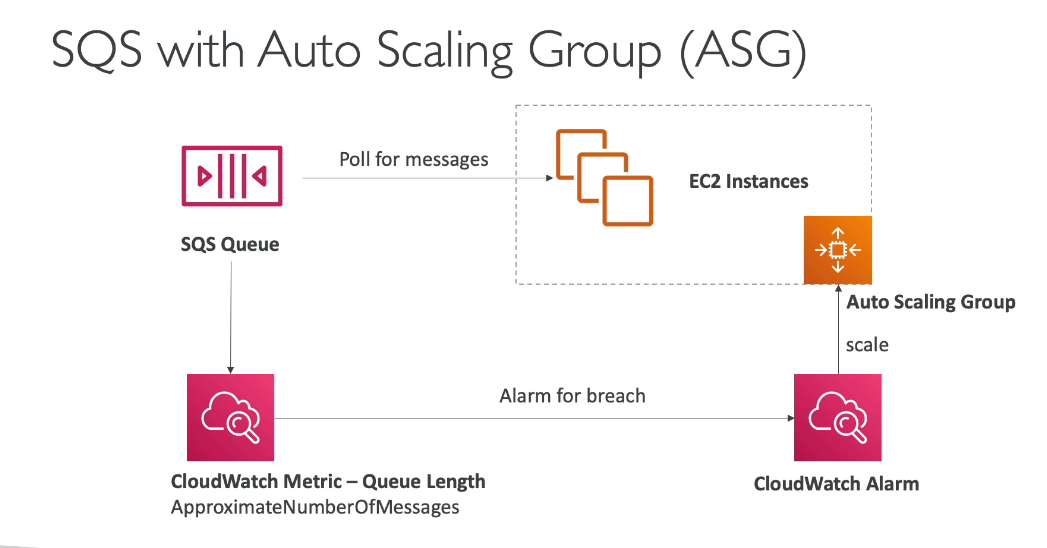 SQS with Auto Scaling Group (ASG)
Poll for messages
EC2 Instances
SQS Queue
Auto Scaling Group
scale
Alarm for breach
CloudWatch Metric – Queue Length
ApproximateNumberOfMessages
CloudWatch Alarm